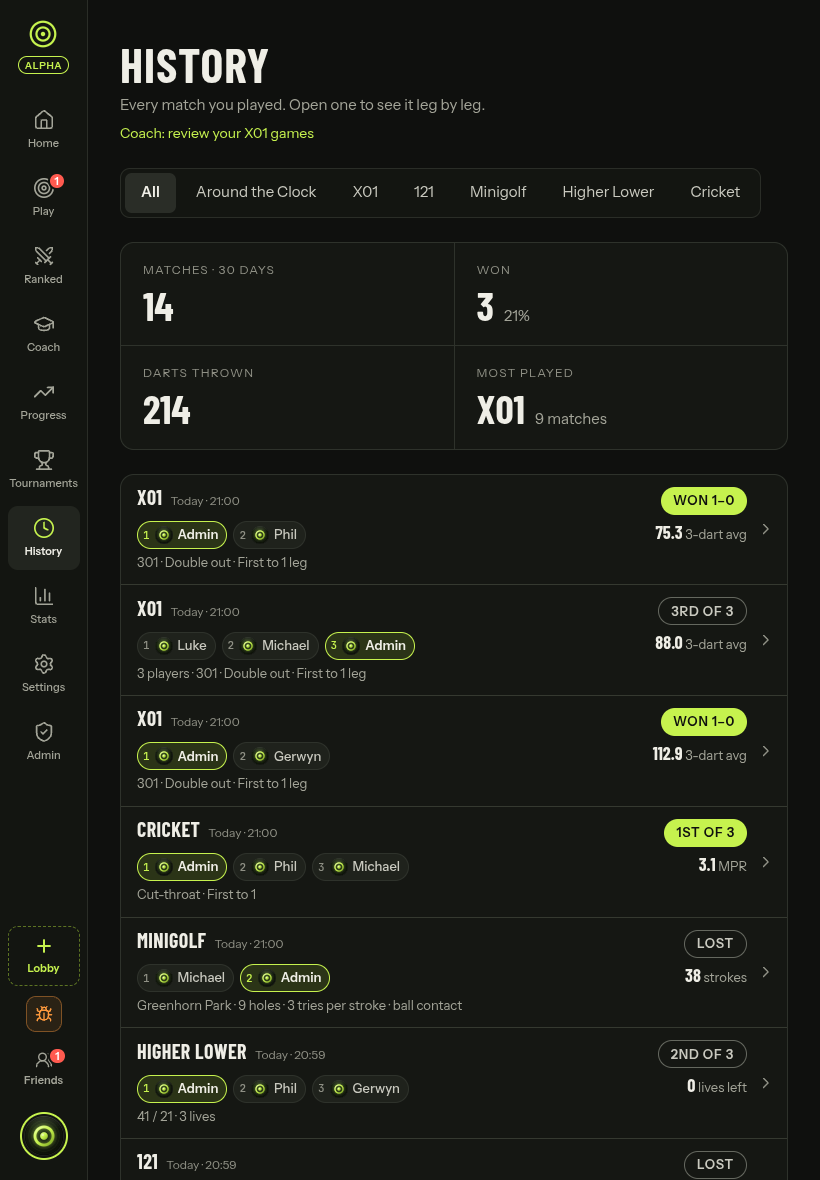 ALPHA
Home
1
Play
Ranked
Coach
Progress
Tournaments
History
Stats
Settings
Admin
Lobby
1
Friends
HISTORY
Every match you played. Open one to see it leg by leg.
Coach: review your X01 games
All Around the Clock X01 121 Minigolf Higher Lower Cricket
MATCHES · 30 DAYS
14
WON
3 21%
DARTS THROWN
214
MOST PLAYED
X01 9 matches
X01 Today · 21:00 WON 1–0
1 Admin 2 Phil 75.3 3-dart avg
301 · Double out · First to 1 leg
X01 Today · 21:00 3RD OF 3
1 Luke 2 Michael 3 Admin 88.0 3-dart avg
3 players · 301 · Double out · First to 1 leg
X01 Today · 21:00 WON 1–0
1 Admin 2 Gerwyn 112.9 3-dart avg
301 · Double out · First to 1 leg
CRICKET Today · 21:00 1ST OF 3
1 Admin 2 Phil 3 Michael 3.1 MPR
Cut-throat · First to 1
MINIGOLF Today · 21:00 LOST
1 Michael 2 Admin 38 strokes
Greenhorn Park · 9 holes · 3 tries per stroke · ball contact
HIGHER LOWER Today · 20:59 2ND OF 3
1 Admin 2 Phil 3 Gerwyn 0 lives left
41 / 21 · 3 lives
121 Today · 20:59 LOST